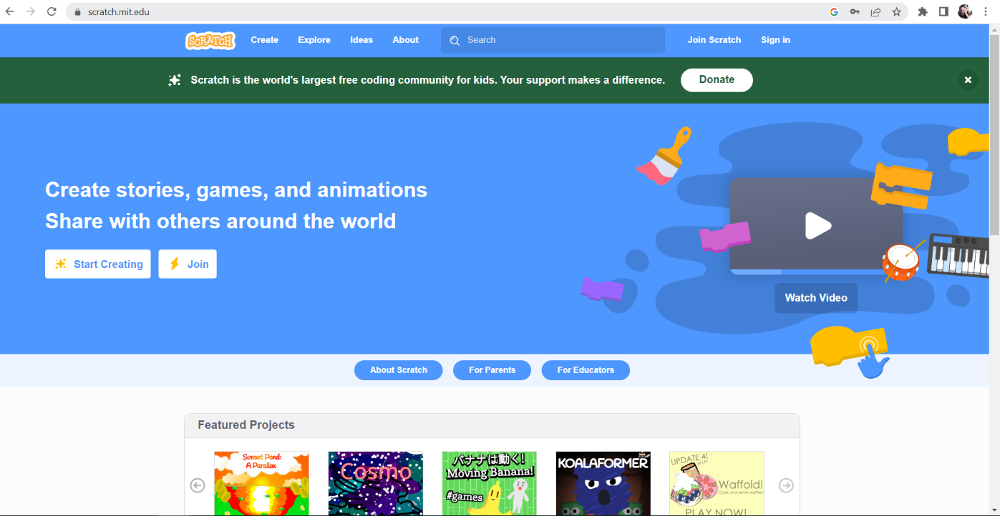 scratch.mit.edu
SCRATCH Create Explore Ideas About Search Join Scratch Sign in
Scratch is the world's largest free coding community for kids. Your support makes a difference. Donate
Create stories, games, and animations
Share with others around the world
Start Creating Join
Watch Video
About Scratch For Parents For Educators
Featured Projects
Sunset Pond:
A Parallax
Cosmo
バナナは動く!
Moving Banana!
#games
KOALAFORMER
UPDATE 4!
Waffold!
Cook and serve waffles!
PLAY NOW!